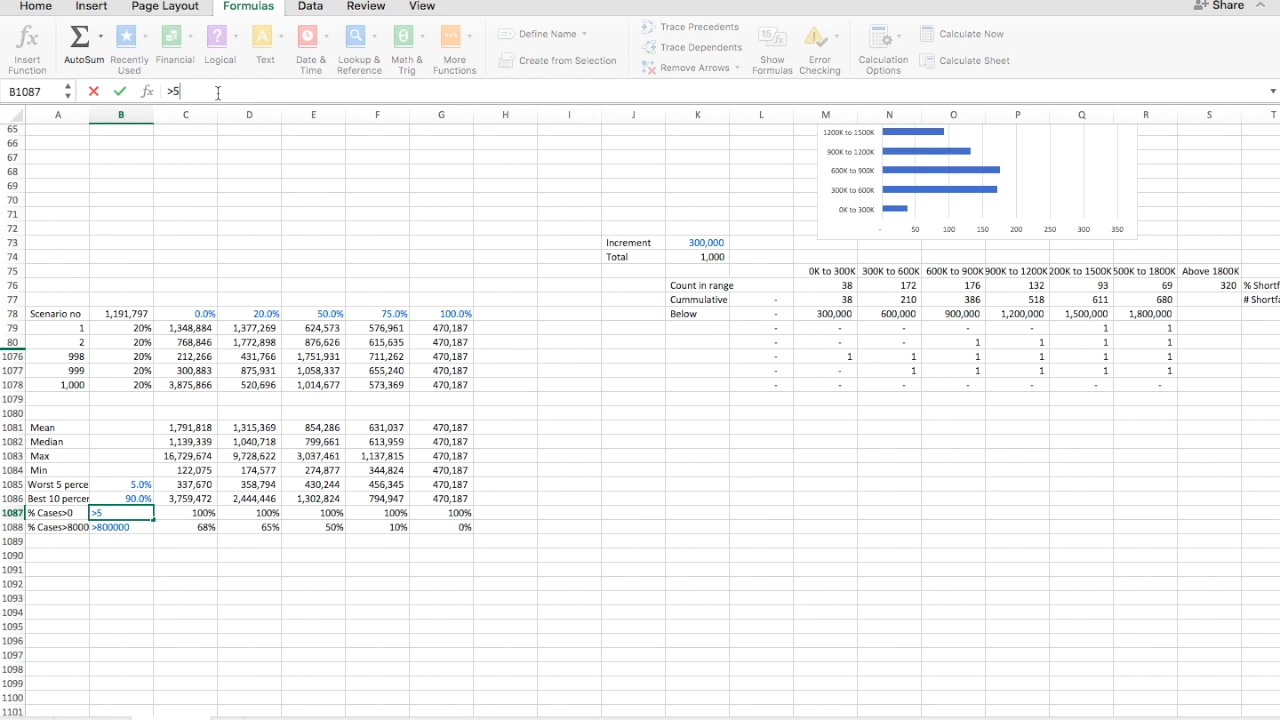 Home Insert Page Layout Formulas Data Review View Share
fx Insert Function AutoSum Recently Used Financial Logical Text Date & Time Lookup & Reference Math & Trig More Functions Define Name Create from Selection Trace Precedents Trace Dependents Remove Arrows Show Formulas Error Checking Calculation Options Calculate Now Calculate Sheet
B1087 fx >5
A B C D E F G H I J K L M N O P Q R S T
65 1200K to 1500K
66 900K to 1200K
67
68 600K to 900K
69 300K to 600K
70
71 0K to 300K
72 - 50 100 150 200 250 300 350
73 Increment 300,000
74 Total 1,000
75 0K to 300K 300K to 600K 600K to 900K 900K to 1200K 200K to 1500K 500K to 1800K Above 1800K
76 Count in range 38 172 176 132 93 69 320 % Shortf
77 Cummulative - 38 210 386 518 611 680 # Shortfa
78 Scenario no 1,191,797 0.0% 20.0% 50.0% 75.0% 100.0% Below - 300,000 600,000 900,000 1,200,000 1,500,000 1,800,000
79 1 20% 1,348,884 1,377,269 624,573 576,961 470,187 - - - - - 1 1
80 2 20% 768,846 1,772,898 876,626 615,635 470,187 - - - 1 1 1 1
1076 998 20% 212,266 431,766 1,751,931 711,262 470,187 - 1 1 1 1 1 1
1077 999 20% 300,883 875,931 1,058,337 655,240 470,187 - - 1 1 1 1 1
1078 1,000 20% 3,875,866 520,696 1,014,677 573,369 470,187 - - - - - - -
1079
1080
1081 Mean 1,791,818 1,315,369 854,286 631,037 470,187
1082 Median 1,139,339 1,040,718 799,661 613,959 470,187
1083 Max 16,729,674 9,728,622 3,037,461 1,137,815 470,187
1084 Min 122,075 174,577 274,877 344,824 470,187
1085 Worst 5 perce 5.0% 337,670 358,794 430,244 456,345 470,187
1086 Best 10 percer 90.0% 3,759,472 2,444,446 1,302,824 794,947 470,187
1087 % Cases>0 >5 100% 100% 100% 100% 100%
1088 % Cases>8000 >800000 68% 65% 50% 10% 0%
1089
1090
1091
1092
1093
1094
1095
1096
1097
1098
1099
1100
1101